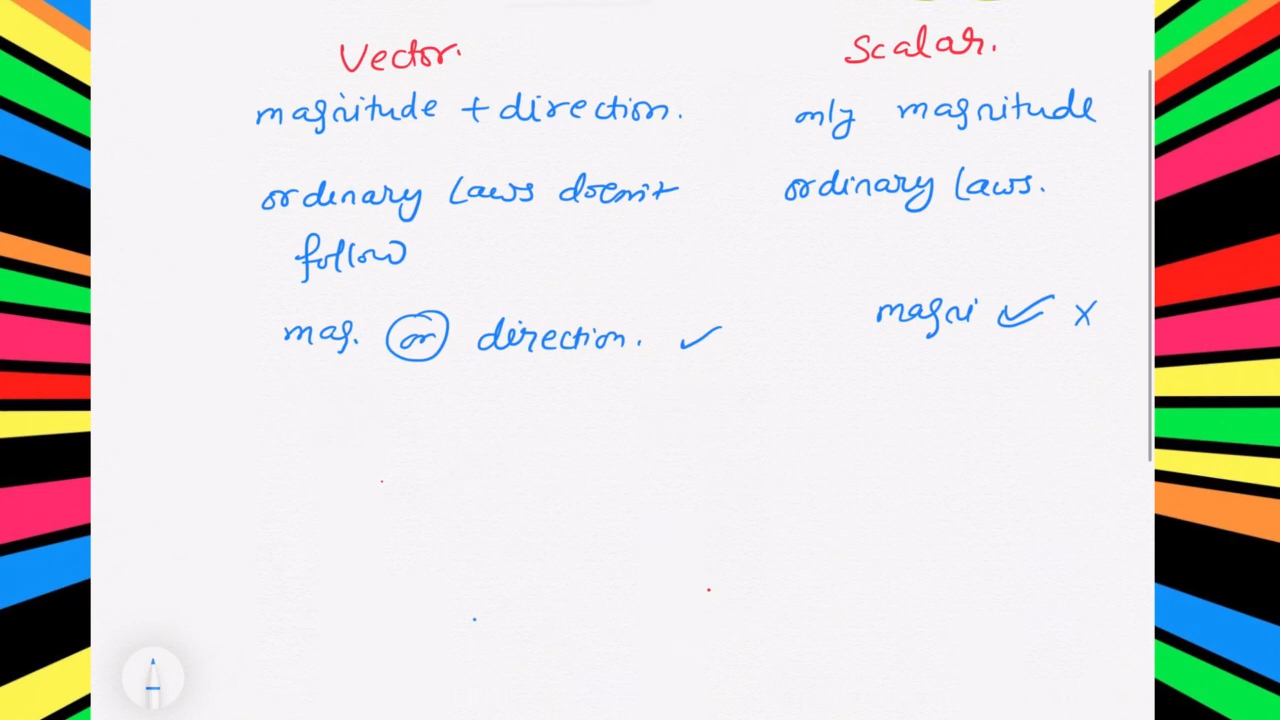 Vector.
Scalar.
magnitude + direction.
only magnitude
ordinary laws doesn't
ordinary laws.
follow
mag. or direction. ✓
magni ✓ x